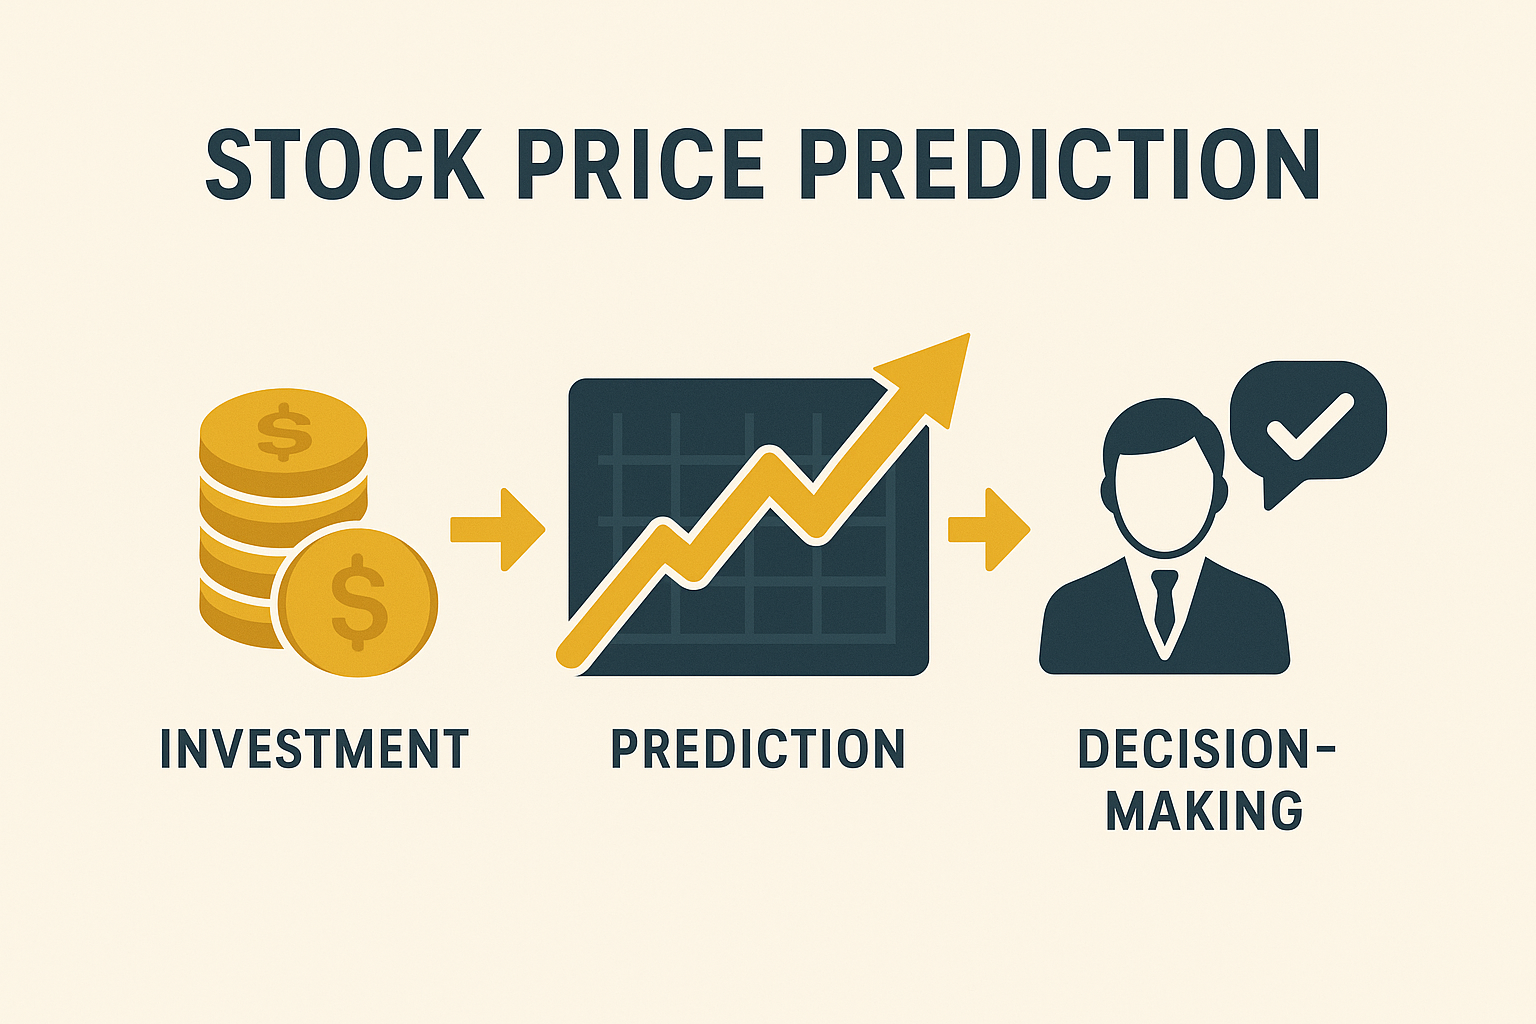 STOCK PRICE PREDICTION
$
$
INVESTMENT
PREDICTION
DECISION-
MAKING